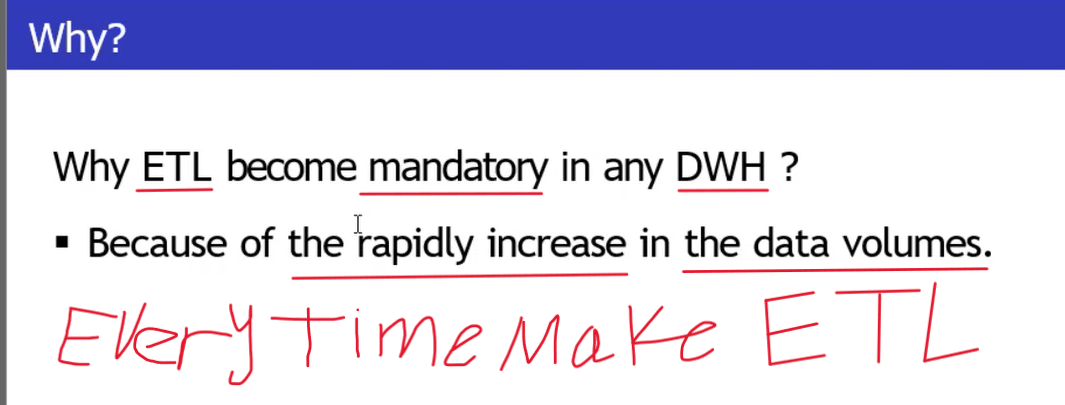 Why?
Why ETL become mandatory in any DWH ?
▪ Because of the rapidly increase in the data volumes.
Every Time Make ETL